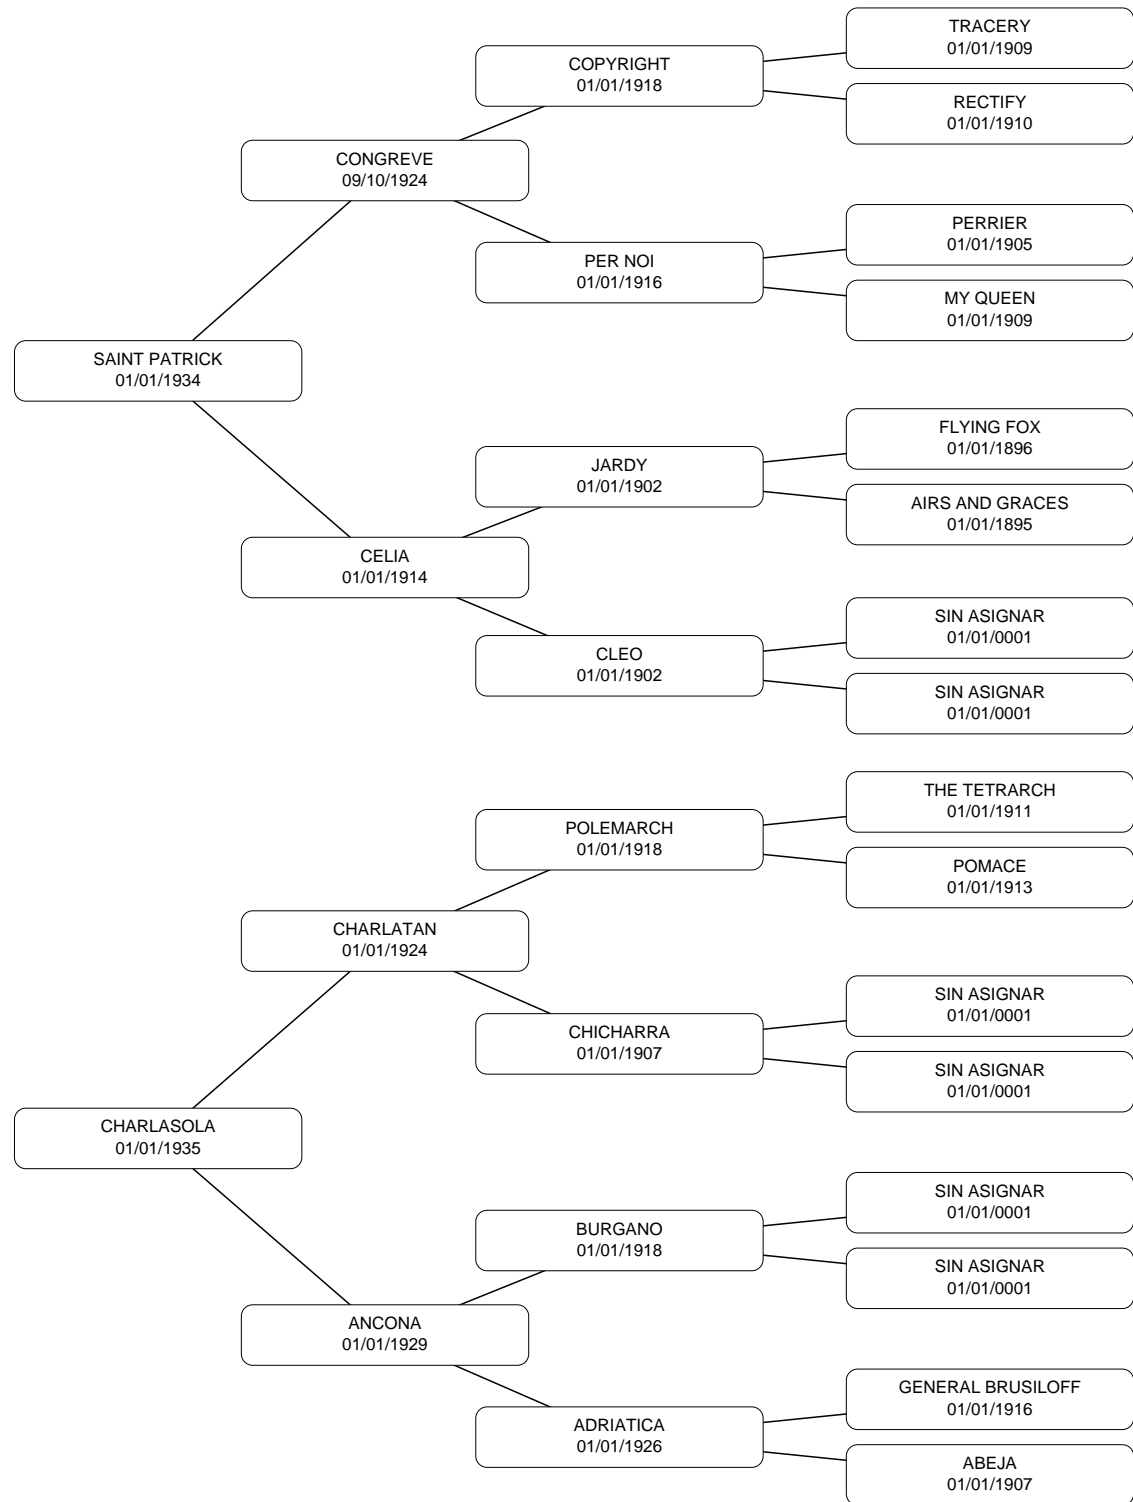 TRACERY
01/01/1909
COPYRIGHT
01/01/1918
RECTIFY
01/01/1910
CONGREVE
09/10/1924
PERRIER
01/01/1905
PER NOI
01/01/1916
MY QUEEN
01/01/1909
SAINT PATRICK
01/01/1934
FLYING FOX
01/01/1896
JARDY
01/01/1902
AIRS AND GRACES
01/01/1895
CELIA
01/01/1914
SIN ASIGNAR
01/01/0001
CLEO
01/01/1902
SIN ASIGNAR
01/01/0001
THE TETRARCH
01/01/1911
POLEMARCH
01/01/1918
POMACE
01/01/1913
CHARLATAN
01/01/1924
SIN ASIGNAR
01/01/0001
CHICHARRA
01/01/1907
SIN ASIGNAR
01/01/0001
CHARLASOLA
01/01/1935
SIN ASIGNAR
01/01/0001
BURGANO
01/01/1918
SIN ASIGNAR
01/01/0001
ANCONA
01/01/1929
GENERAL BRUSILOFF
01/01/1916
ADRIATICA
01/01/1926
ABEJA
01/01/1907